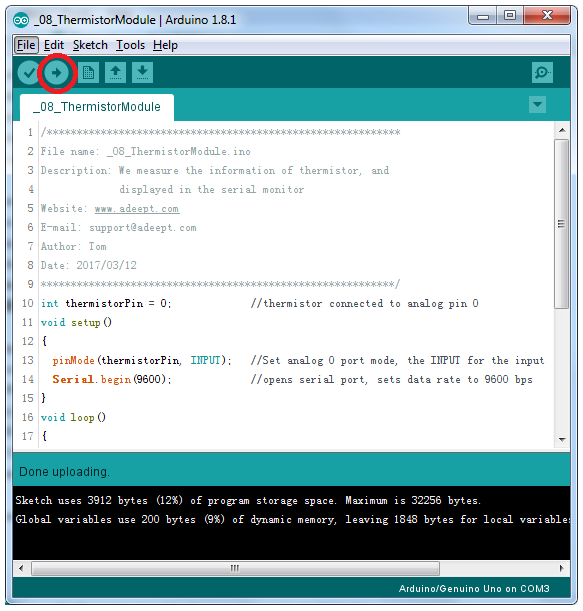 _08_ThermistorModule | Arduino 1.8.1
File Edit Sketch Tools Help
_08_ThermistorModule
1 /***********************************************************
2 File name: _08_ThermistorModule.ino
3 Description: We measure the information of thermistor, and
4 displayed in the serial monitor
5 Website: www.adeept.com
6 E-mail: support@adeept.com
7 Author: Tom
8 Date: 2017/03/12
9 ***********************************************************/
10 int thermistorPin = 0; //thermistor connected to analog pin 0
11 void setup()
12 {
13 pinMode(thermistorPin, INPUT); //Set analog 0 port mode, the INPUT for the input
14 Serial.begin(9600); //opens serial port, sets data rate to 9600 bps
15 }
16 void loop()
17 {
Done uploading.
Sketch uses 3912 bytes (12%) of program storage space. Maximum is 32256 bytes.
Global variables use 200 bytes (9%) of dynamic memory, leaving 1848 bytes for local variables
Arduino/Genuino Uno on COM3